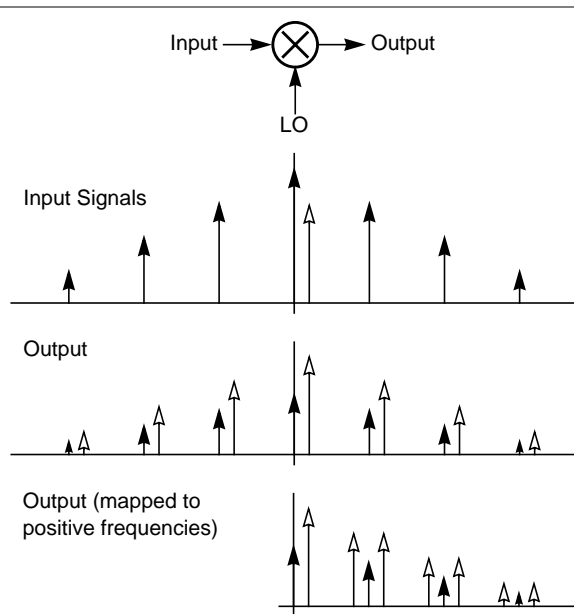 Input
Output
LO
Input Signals
Output
Output (mapped to
positive frequencies)